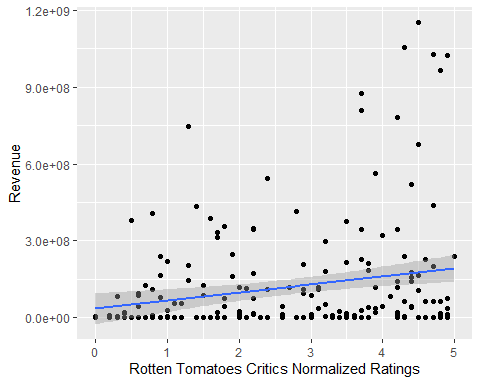 1.2e+09
9.0e+08
6.0e+08
3.0e+08
0.0e+00
Revenue
0 1 2 3 4 5
Rotten Tomatoes Critics Normalized Ratings